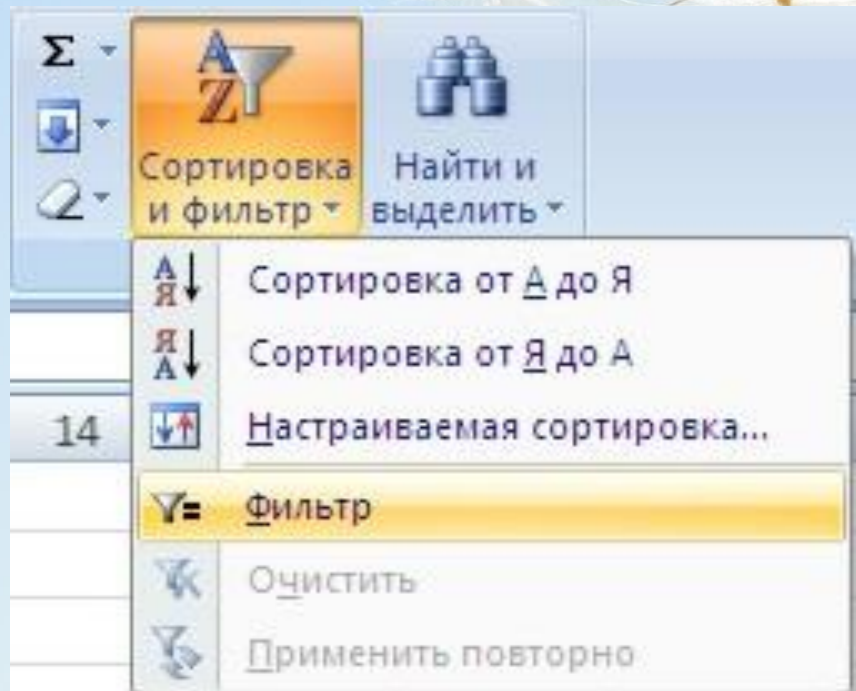 Σ
Сортировка и фильтр
Найти и выделить
Сортировка от А до Я
Сортировка от Я до А
14
Настраиваемая сортировка...
Фильтр
Очистить
Применить повторно